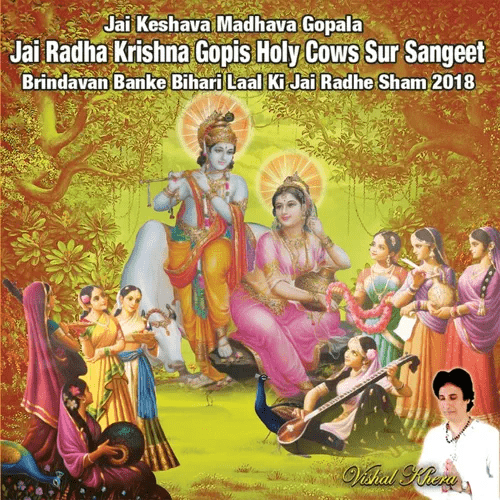 Jai Keshava Madhava Gopala
Jai Radha Krishna Gopis Holy Cows Sur Sangeet
Brindavan Banke Bihari Laal Ki Jai Radhe Sham 2018
Vishal Khera